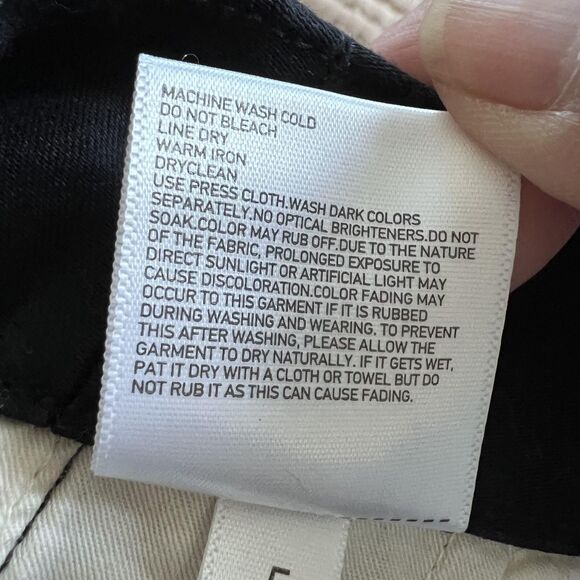 MACHINE WASH COLD
DO NOT BLEACH
LINE DRY
WARM IRON
DRYCLEAN
USE PRESS CLOTH.WASH DARK COLORS
SEPARATELY.NO OPTICAL BRIGHTENERS.DO NOT
SOAK.COLOR MAY RUB OFF.DUE TO THE NATURE
OF THE FABRIC, PROLONGED EXPOSURE TO
DIRECT SUNLIGHT OR ARTIFICIAL LIGHT MAY
CAUSE DISCOLORATION.COLOR FADING MAY
OCCUR TO THIS GARMENT IF IT IS RUBBED
DURING WASHING AND WEARING. TO PREVENT
THIS AFTER WASHING, PLEASE ALLOW THE
GARMENT TO DRY NATURALLY. IF IT GETS WET,
PAT IT DRY WITH A CLOTH OR TOWEL BUT DO
NOT RUB IT AS THIS CAN CAUSE FADING.